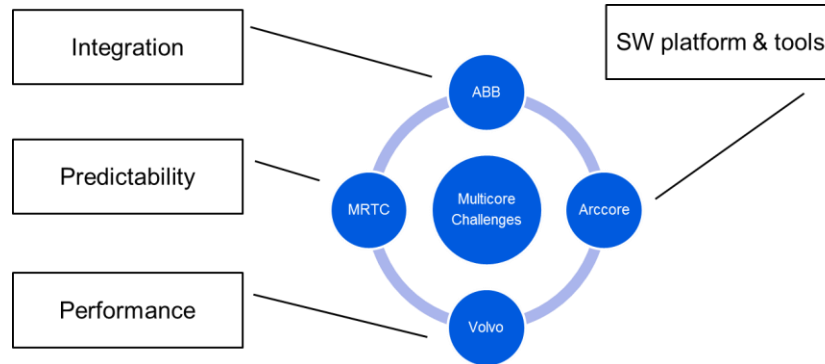 Integration
SW platform & tools
ABB
Predictability
MRTC
Multicore
Challenges
Arccore
Performance
Volvo